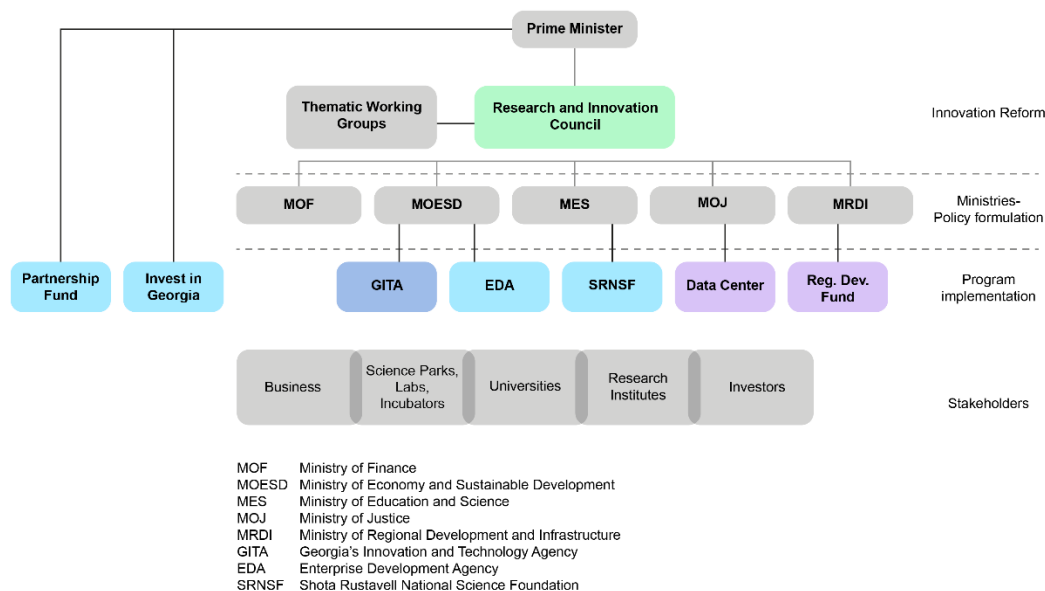 Prime Minister
Thematic Working
Groups
Research and Innovation
Council
Innovation Reform
MOF
MOESD
MES
MOJ
MRDI
Ministries-
Policy formulation
Partnership
Fund
Invest in
Georgia
GITA
EDA
SRNSF
Data Center
Reg. Dev.
Fund
Program
implementation
Business
Science Parks,
Labs,
Incubators
Universities
Research
Institutes
Investors
Stakeholders
MOF Ministry of Finance
MOESD Ministry of Economy and Sustainable Development
MES Ministry of Education and Science
MOJ Ministry of Justice
MRDI Ministry of Regional Development and Infrastructure
GITA Georgia's Innovation and Technology Agency
EDA Enterprise Development Agency
SRNSF Shota Rustavell National Science Foundation